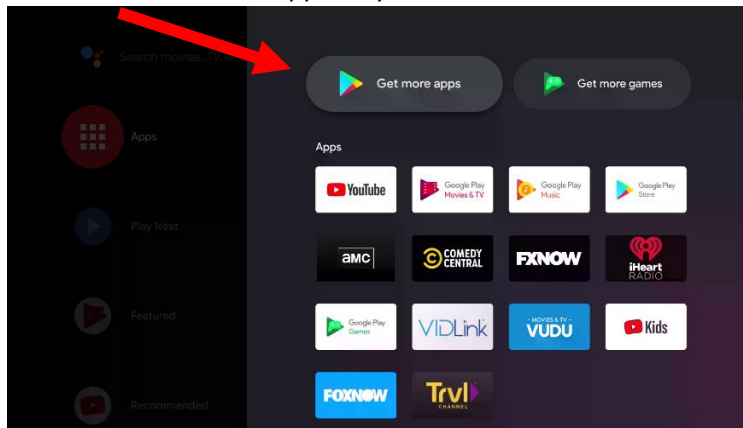 Search movies, TV, a
Get more apps
Get more games
Apps
Apps
YouTube
Google Play
Movies & TV
Google Play
Music
Google Play
Store
Play Next
amc
COMEDY
CENTRAL
FXNOW
iHeart
RADIO
Featured
Google Play
Games
VIDLink
- MOVIES & TV -
VUDU
Kids
FOXNOW
Trvl
CHANNEL
Recommended